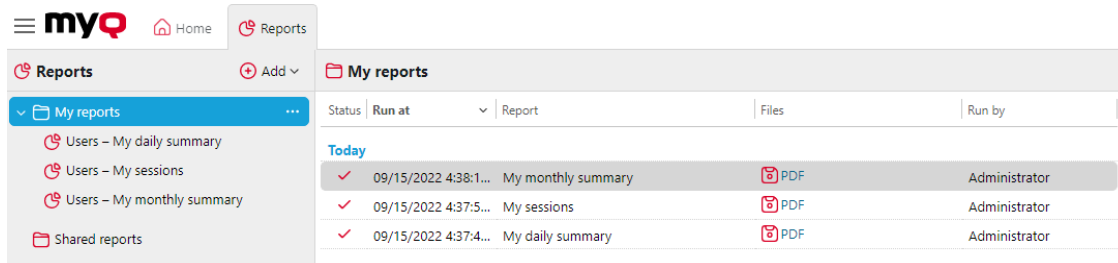 myQ Home Reports
Reports Add My reports
My reports ... Status Run at Report Files Run by
Users – My daily summary Today
Users – My sessions 09/15/2022 4:38:1... My monthly summary PDF Administrator
Users – My monthly summary 09/15/2022 4:37:5... My sessions PDF Administrator
Shared reports 09/15/2022 4:37:4... My daily summary PDF Administrator